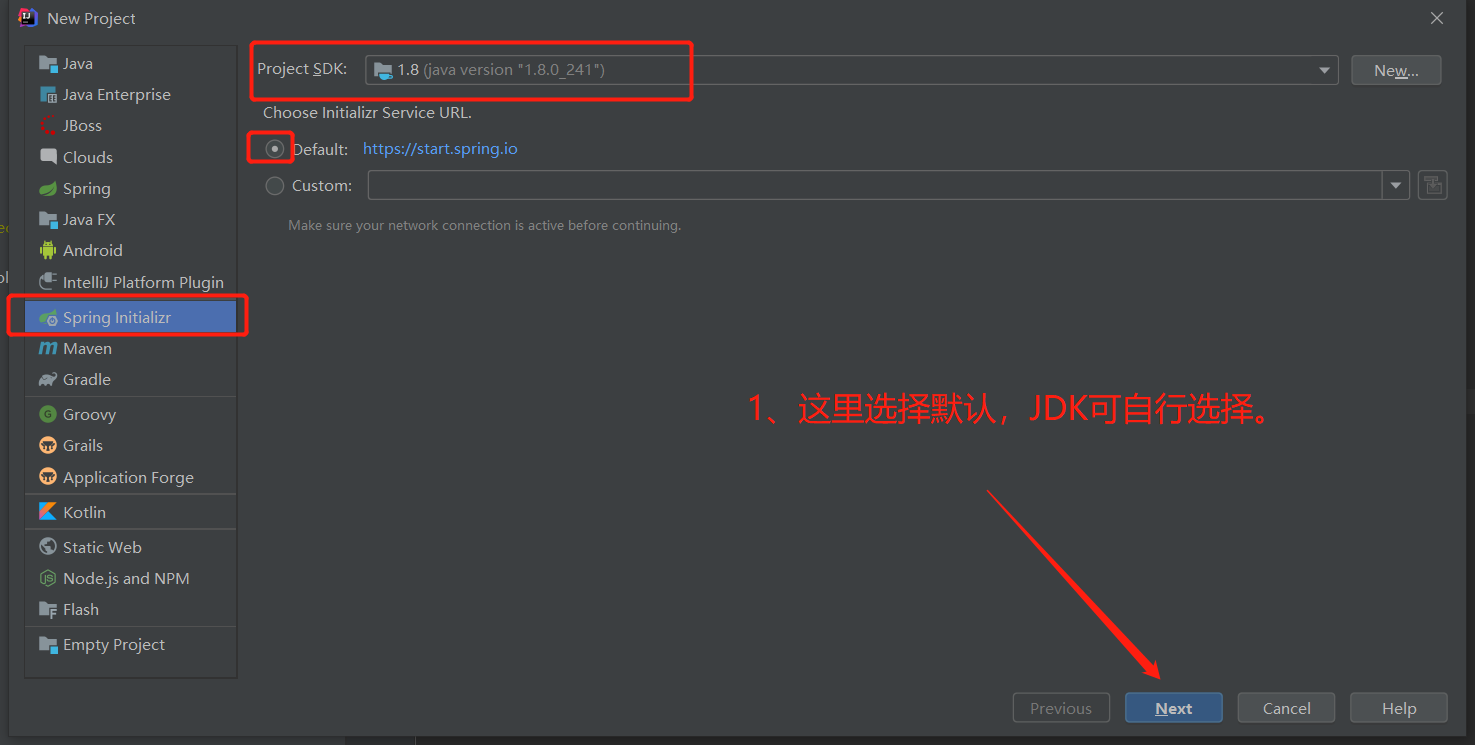 New Project
Java
Java Enterprise
JBoss
Clouds
Spring
Java FX
Android
IntelliJ Platform Plugin
Spring Initializr
Maven
Gradle
Groovy
Grails
Application Forge
Kotlin
Static Web
Node.js and NPM
Flash
Empty Project
Project SDK: 1.8 (java version "1.8.0_241") New...
Choose Initializr Service URL.
Default: https://start.spring.io
Custom:
Make sure your network connection is active before continuing.
1、这里选择默认，JDK可自行选择。
Previous Next Cancel Help